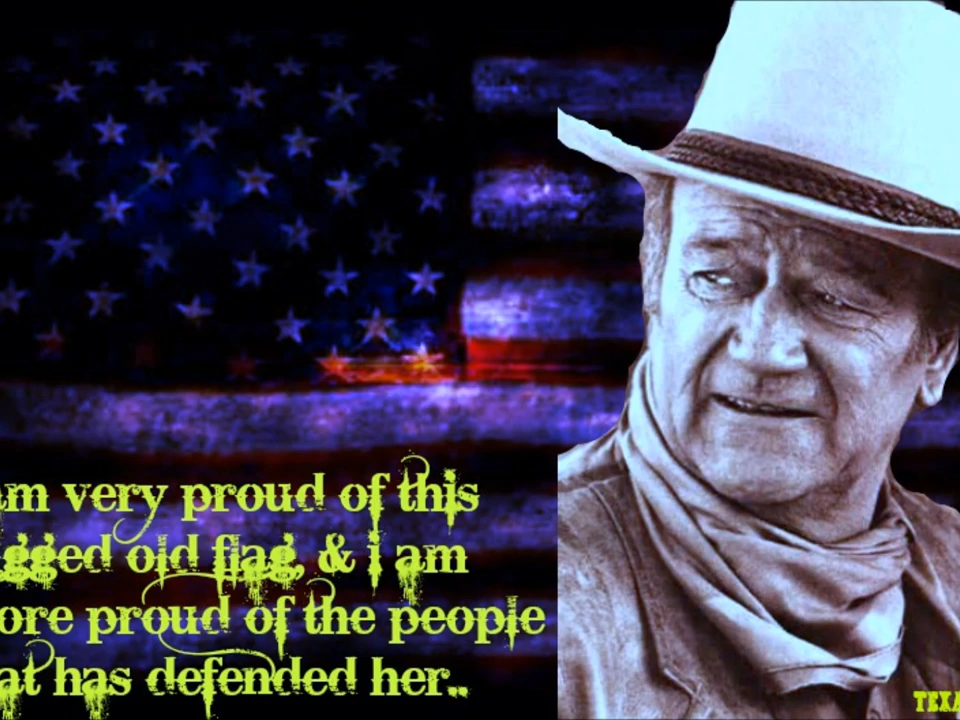 am very proud of this
gged old flag, & i am
ore proud of the people
at has defended her..
TEXA